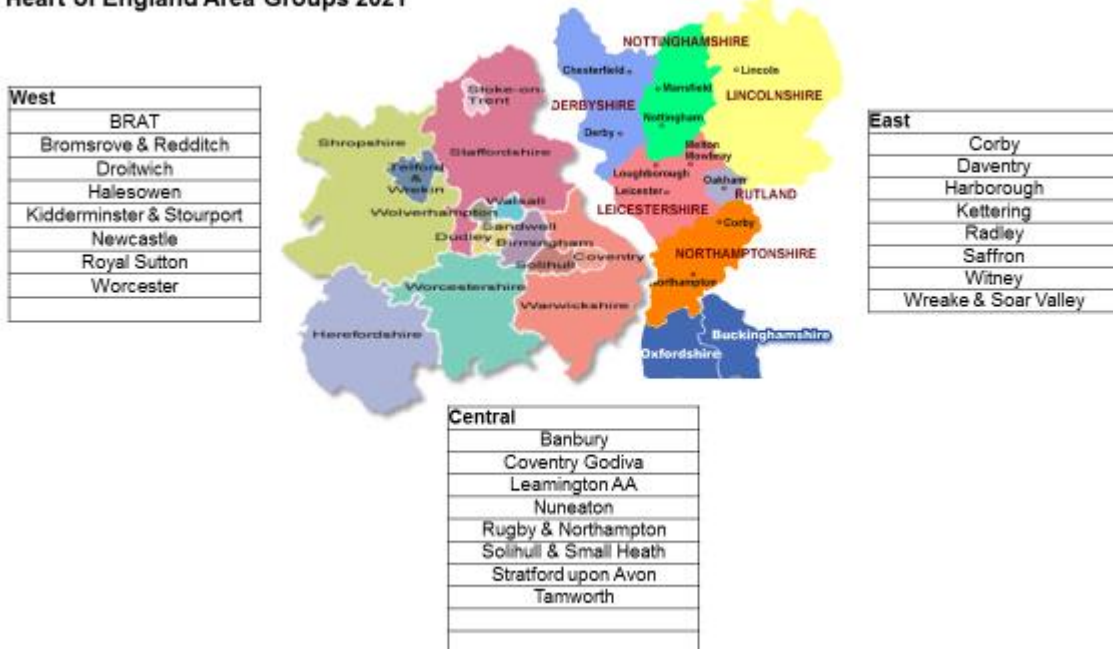 Heart of England Area Groups 2021
West
BRAT
Bromsrove & Redditch
Droitwich
Halesowen
Kidderminster & Stourport
Newcastle
Royal Sutton
Worcester
Stoke-on-
Trent
Shropshire
Staffordshire
Telford
&
Wrekin
Walsall
Wolverhampton
Sandwell
Dudley
Birmingham
Solihull
Coventry
Worcestershire
Warwickshire
Herefordshire
NOTTINGHAMSHIRE
Chesterfield
Lincoln
Mansfield
DERBYSHIRE
LINCOLNSHIRE
Nottingham
Derby
Melton
Mowbray
Loughborough
Oakham
Leicester
RUTLAND
LEICESTERSHIRE
Corby
NORTHAMPTONSHIRE
Northampton
Buckinghamshire
Oxfordshire
East
Corby
Daventry
Harborough
Kettering
Radley
Saffron
Witney
Wreake & Soar Valley
Central
Banbury
Coventry Godiva
Leamington AA
Nuneaton
Rugby & Northampton
Solihull & Small Heath
Stratford upon Avon
Tamworth